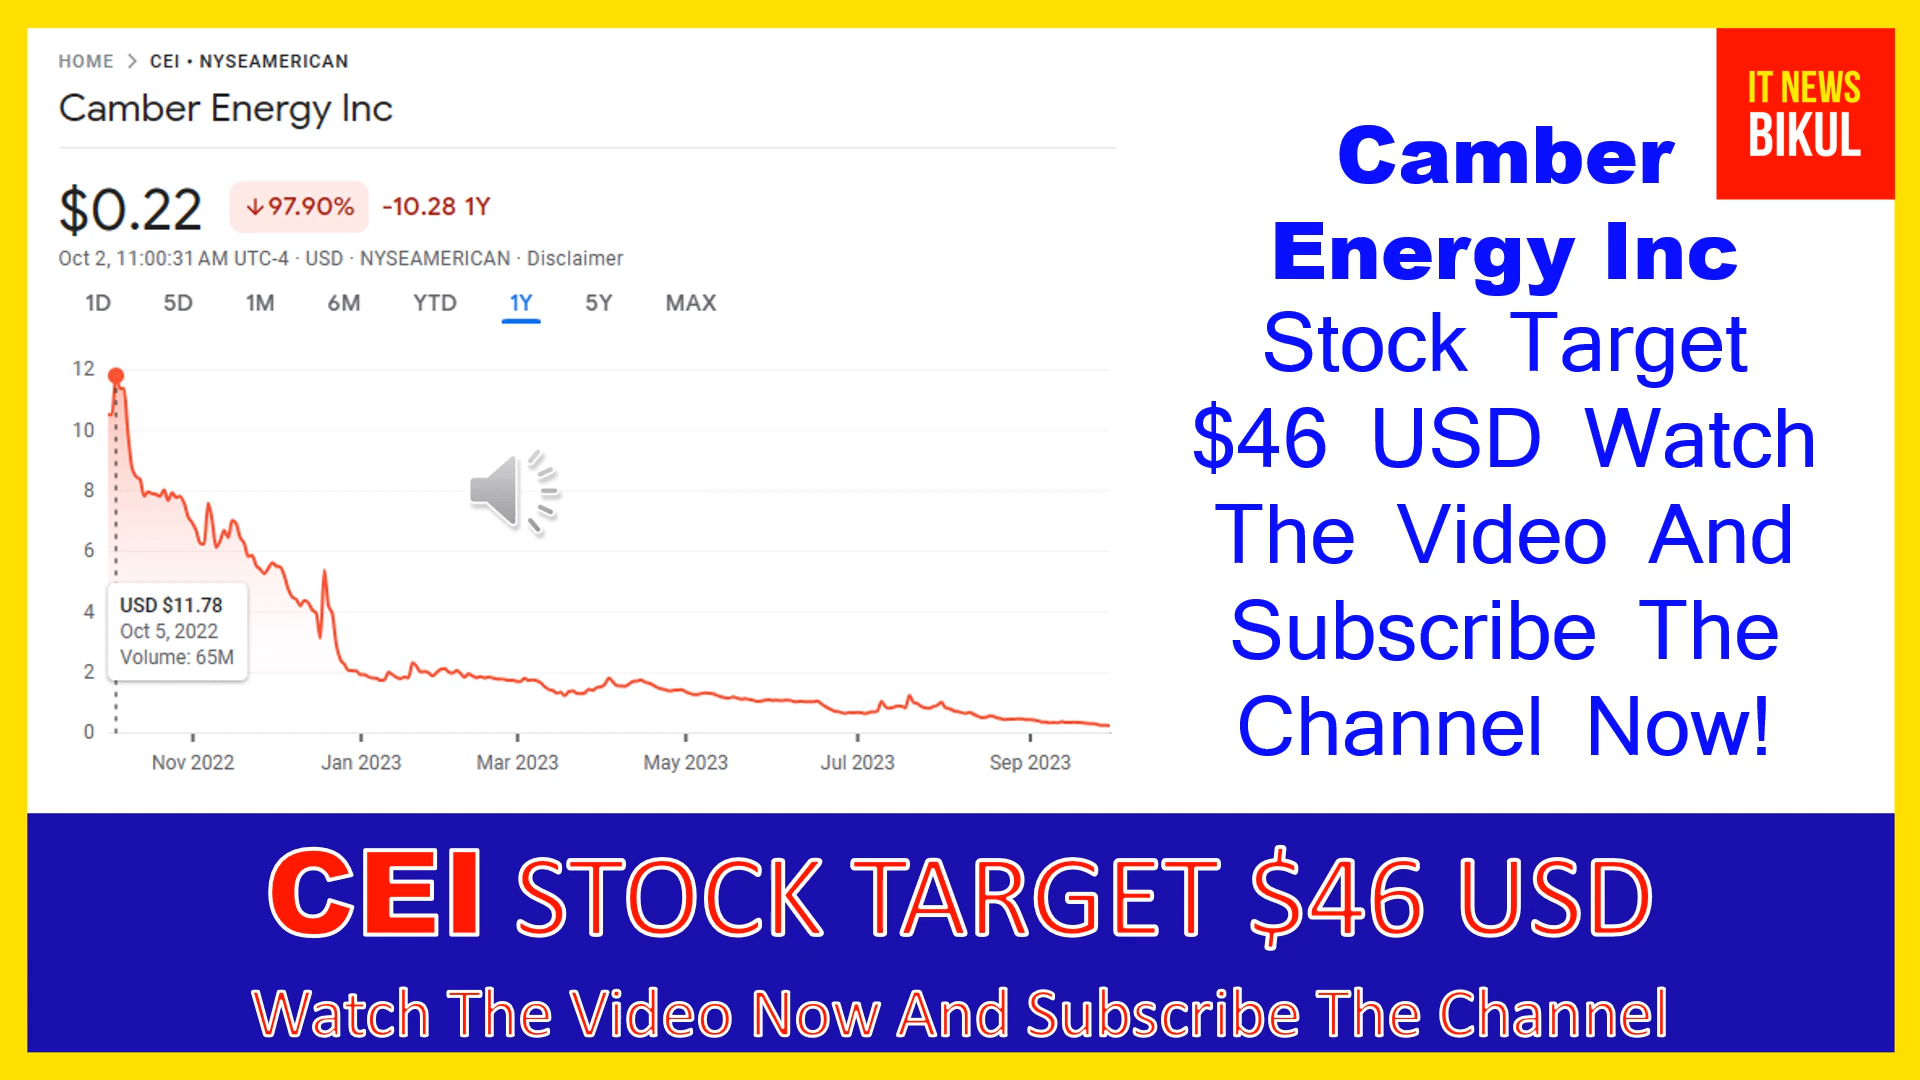 HOME > CEI • NYSEAMERICAN
Camber Energy Inc
$0.22 ↓97.90% -10.28 1Y
Oct 2, 11:00:31 AM UTC-4 · USD · NYSEAMERICAN · Disclaimer
1D 5D 1M 6M YTD 1Y 5Y MAX
12
10
8
6
4
2
0
USD $11.78
Oct 5, 2022
Volume: 65M
Nov 2022 Jan 2023 Mar 2023 May 2023 Jul 2023 Sep 2023
IT NEWS
BIKUL
Camber
Energy Inc
Stock Target
$46 USD Watch
The Video And
Subscribe The
Channel Now!
CEI STOCK TARGET $46 USD
Watch The Video Now And Subscribe The Channel